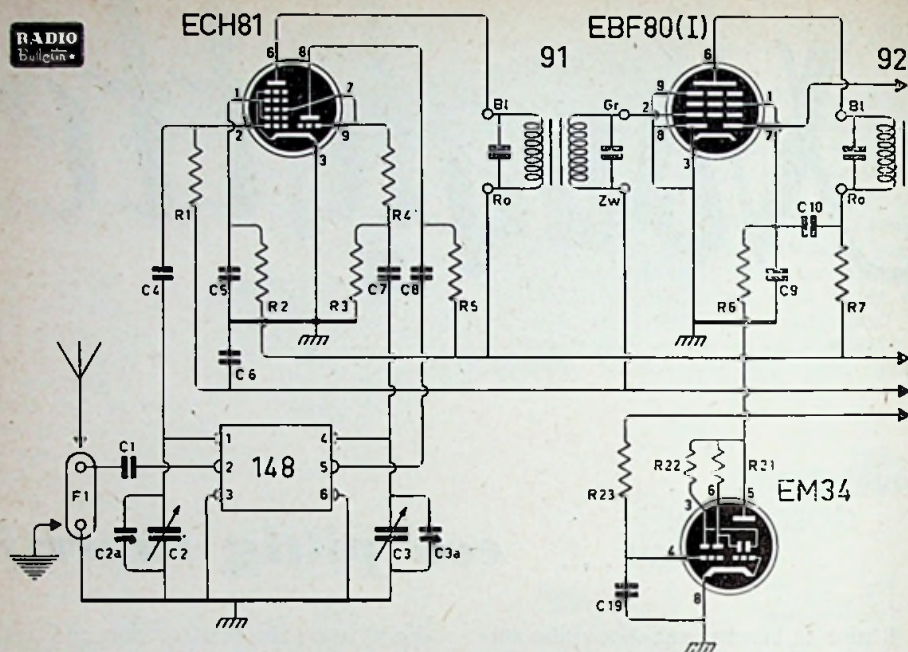 RADIO
Bulletin
ECH81
EBF80(I)
91
92
6
8
1
2
7
9
3
Bl
Ro
Gr
Zw
6
9
2
8
3
1
7
Bl
Ro
R1
R4
C4
C5
R2
R3
C7
C8
R5
C6
C10
R6
C9
R7
C1
F1
148
1
2
3
4
5
6
C2a
C2
C3
C3a
R22
R21
R23
EM34
3
6
5
4
8
C19